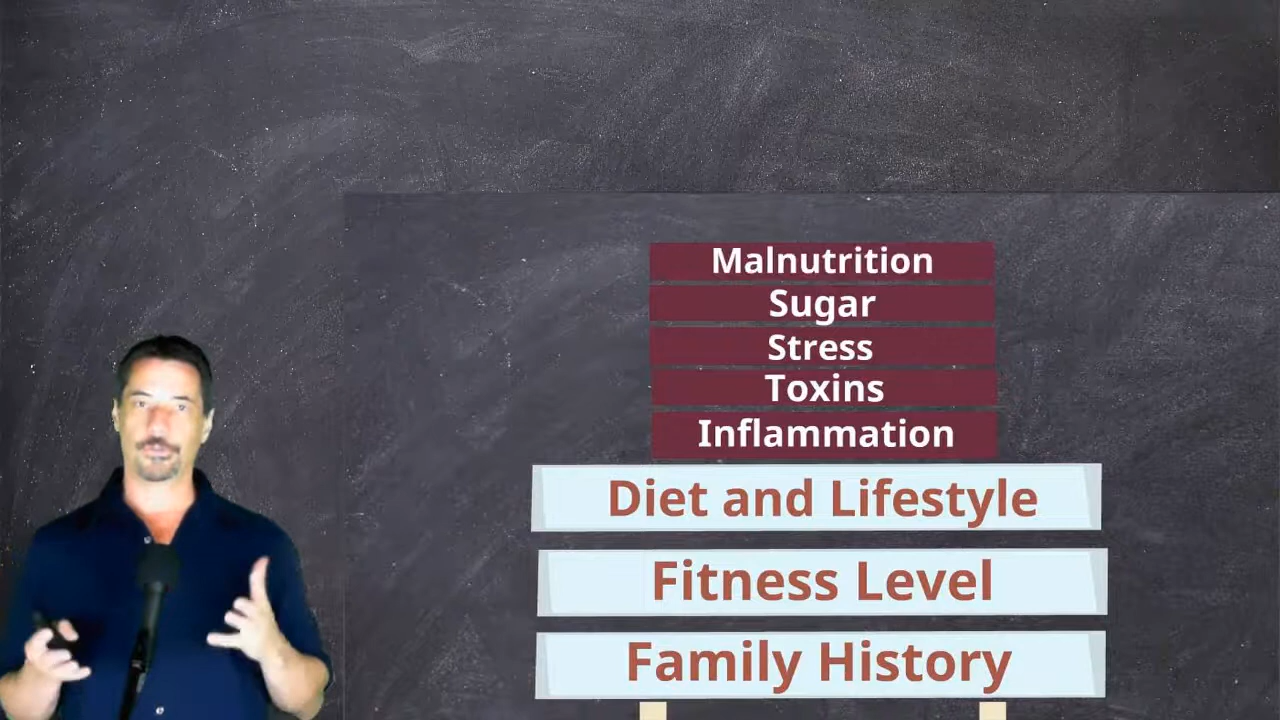 Malnutrition
Sugar
Stress
Toxins
Inflammation
Diet and Lifestyle
Fitness Level
Family History